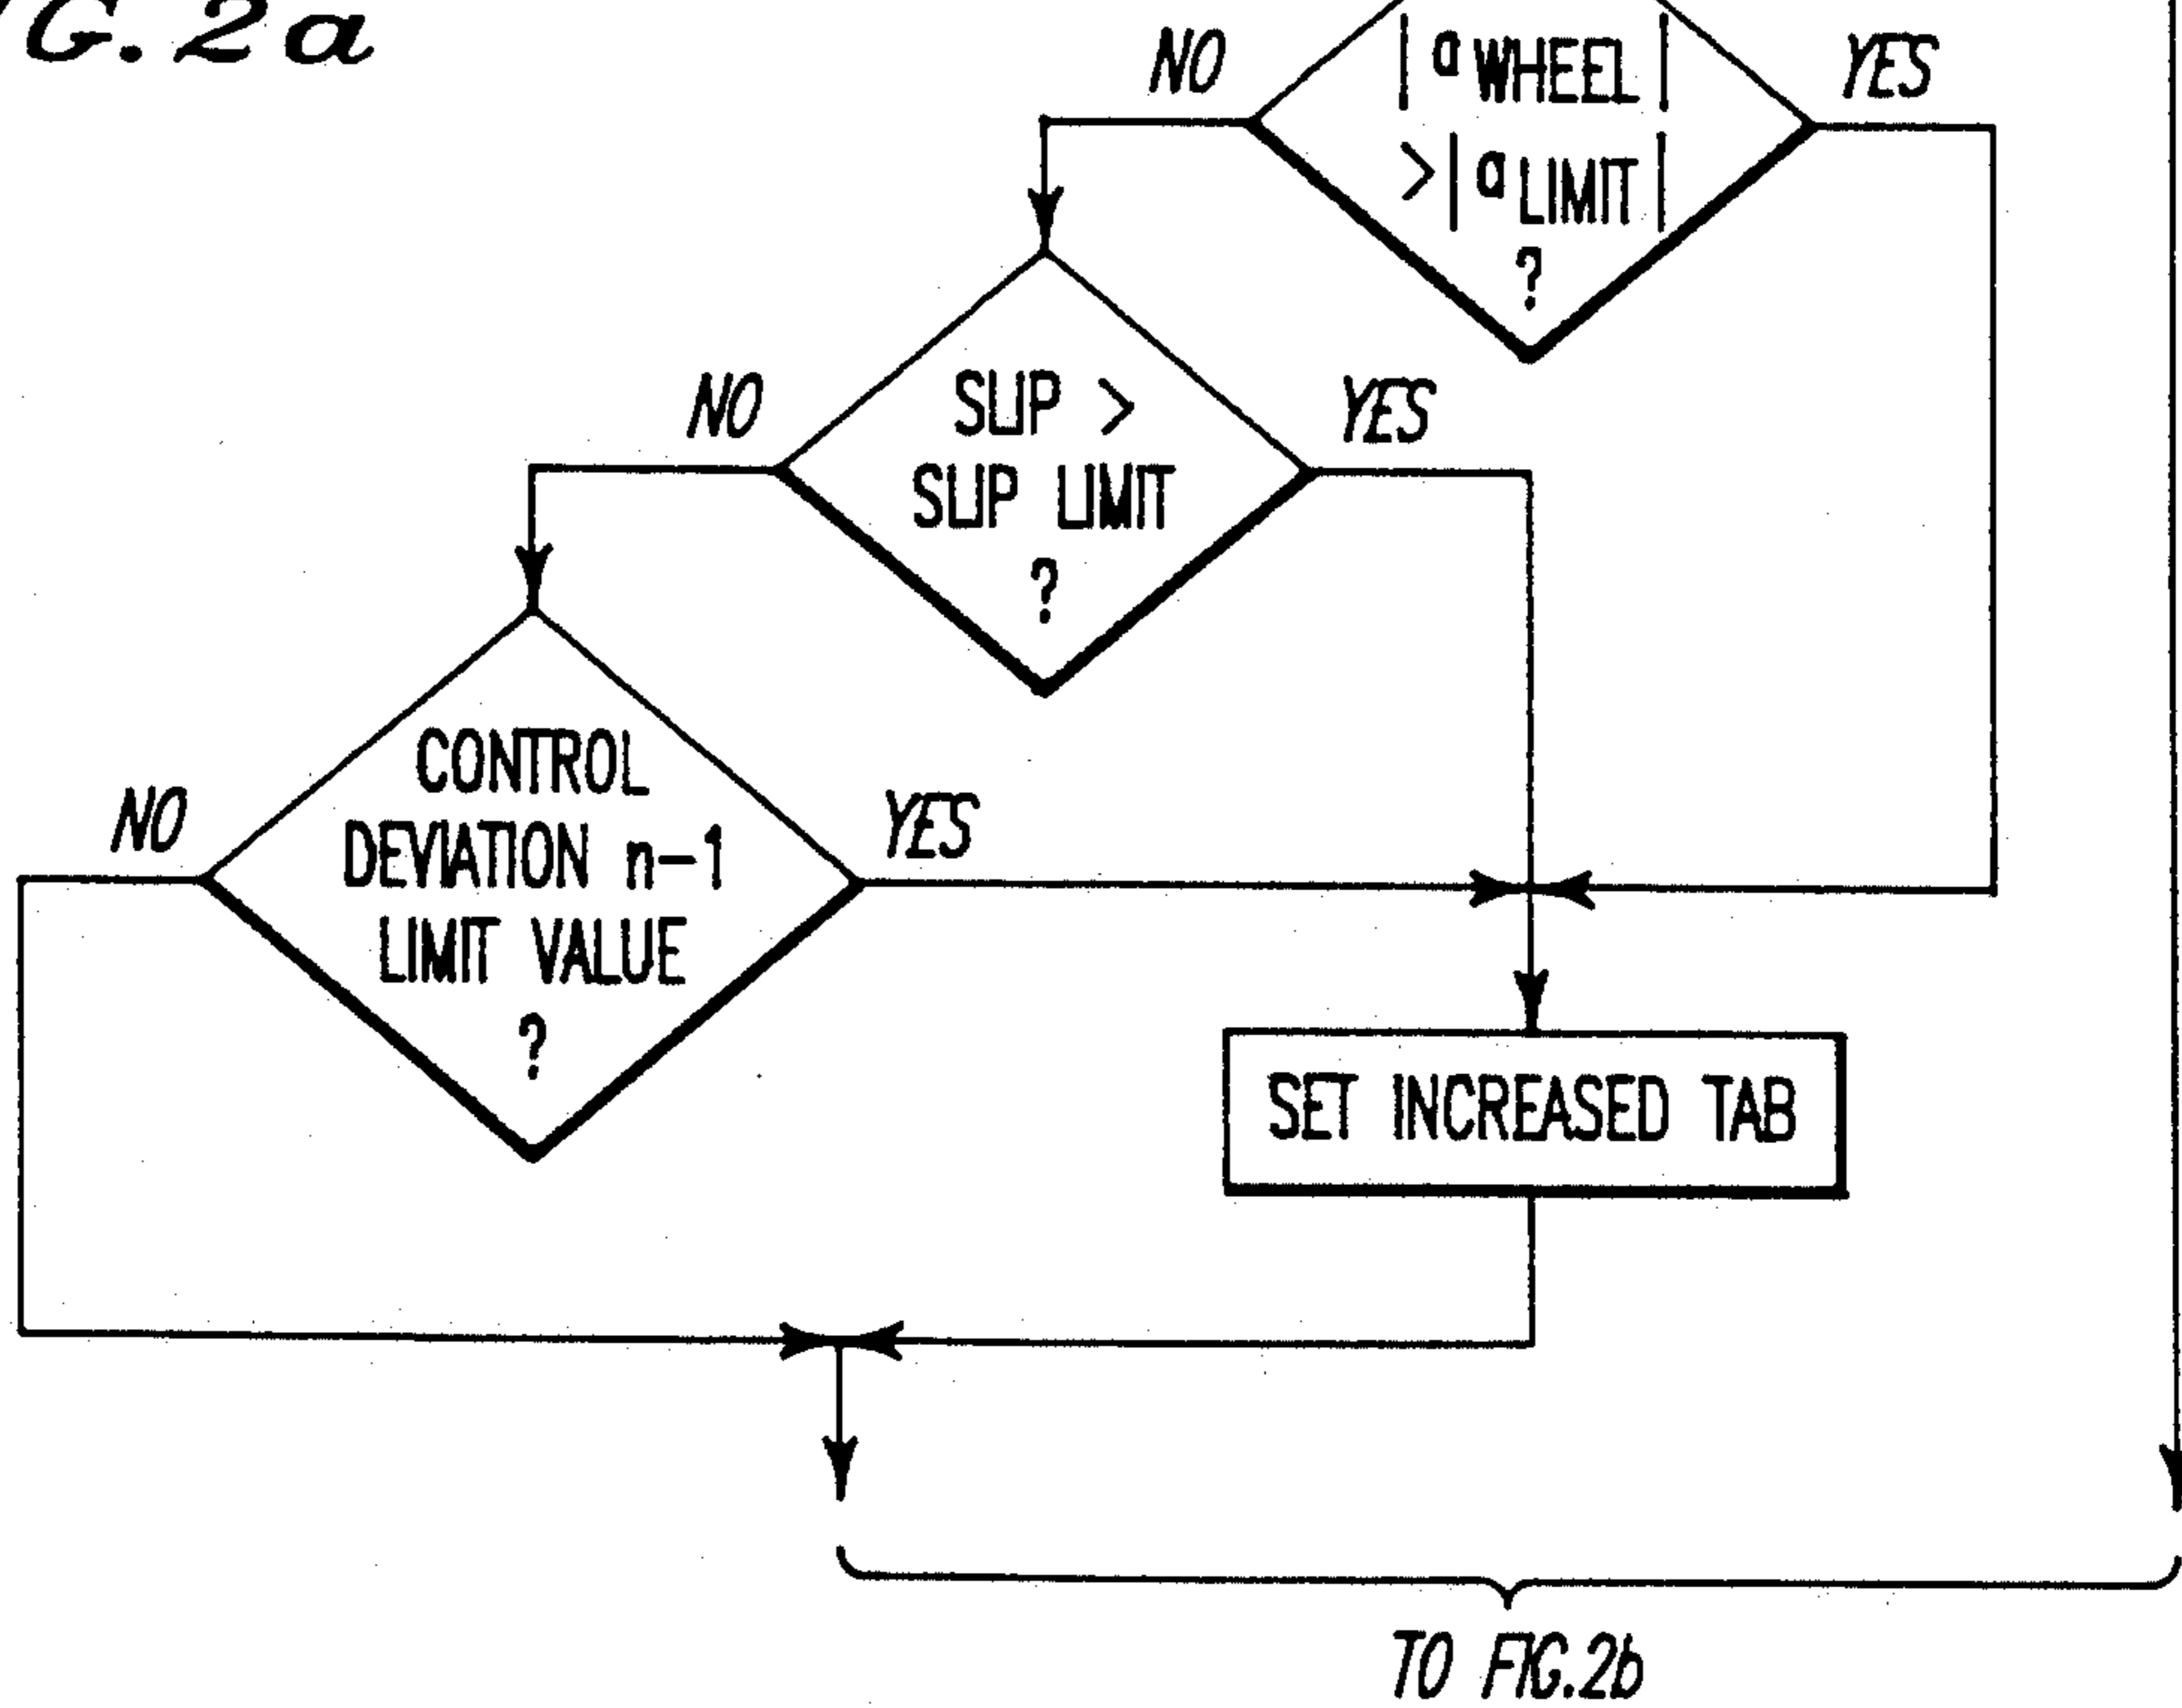 G. 2a
NO
| a WHEEL |
YES
> | a LIMIT |
?
NO
SLIP >
YES
SLIP LIMIT
?
CONTROL
NO
DEVIATION n-1
YES
LIMIT VALUE
?
SET INCREASED TAB
TO FIG.2b